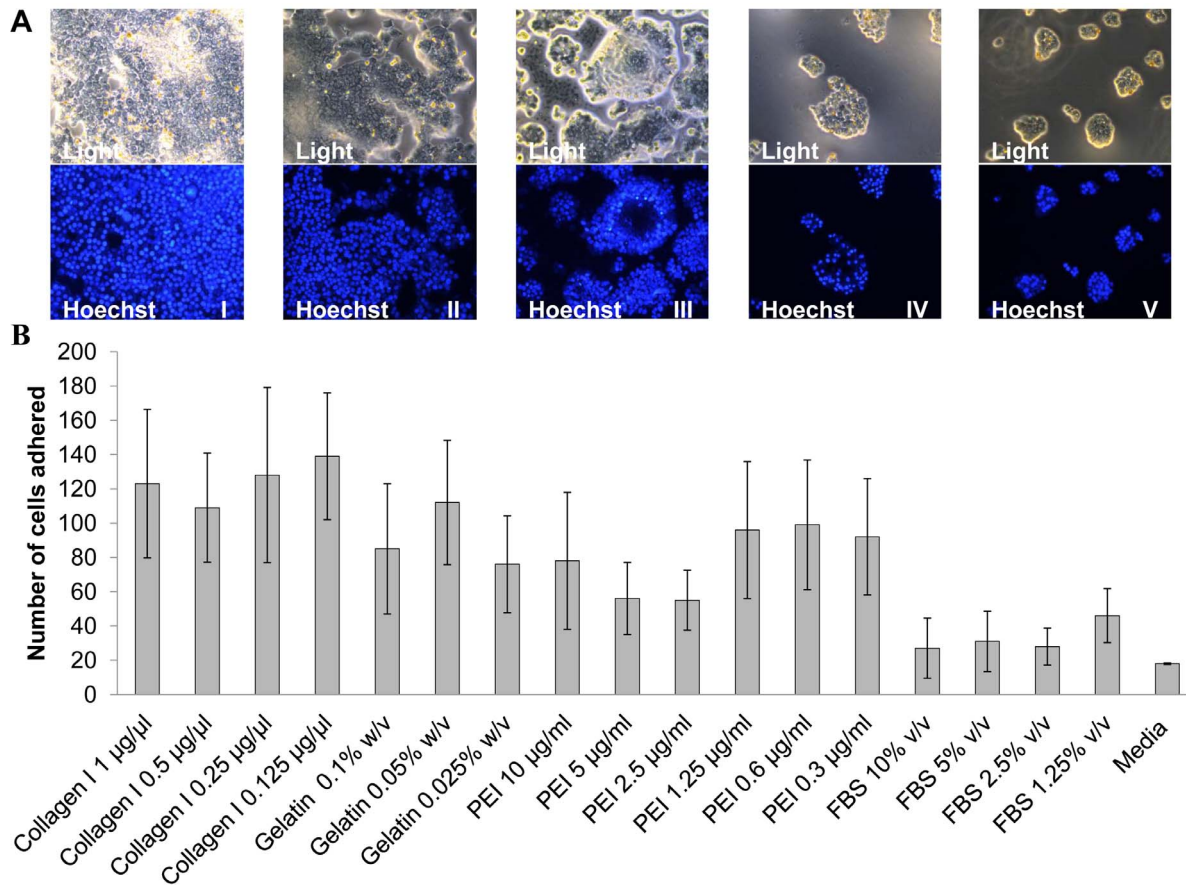 A
Light
Light
Light
Light
Light
Hoechst I
Hoechst II
Hoechst III
Hoechst IV
Hoechst V
B
Number of cells adhered
200
180
160
140
120
100
80
60
40
20
0
Collagen I 1 µg/µl
Collagen I 0.5 µg/µl
Collagen I 0.25 µg/µl
Collagen I 0.125 µg/µl
Gelatin 0.1% w/v
Gelatin 0.05% w/v
Gelatin 0.025% w/v
PEI 10 µg/ml
PEI 5 µg/ml
PEI 2.5 µg/ml
PEI 1.25 µg/ml
PEI 0.6 µg/ml
PEI 0.3 µg/ml
FBS 10% v/v
FBS 5% v/v
FBS 2.5% v/v
FBS 1.25% v/v
Media